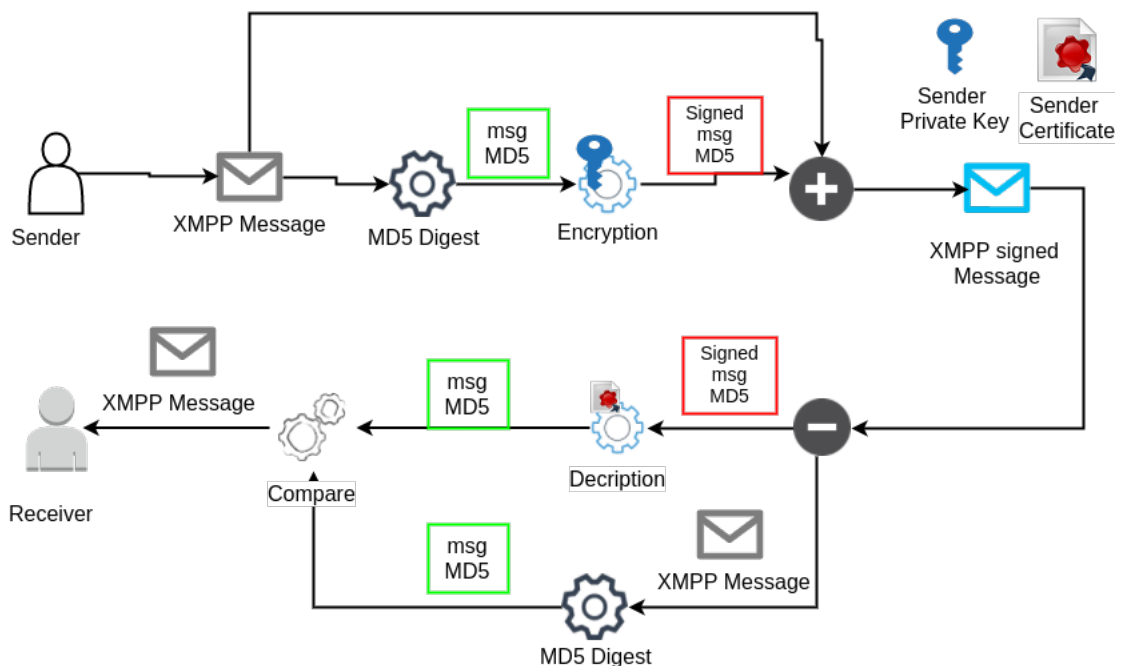 Sender
Private Key
Sender
Certificate
msg
MD5
Signed
msg
MD5
Sender
XMPP Message
MD5 Digest
Encryption
XMPP signed
Message
XMPP Message
msg
MD5
Signed
msg
MD5
Receiver
Compare
Decription
msg
MD5
XMPP Message
MD5 Digest